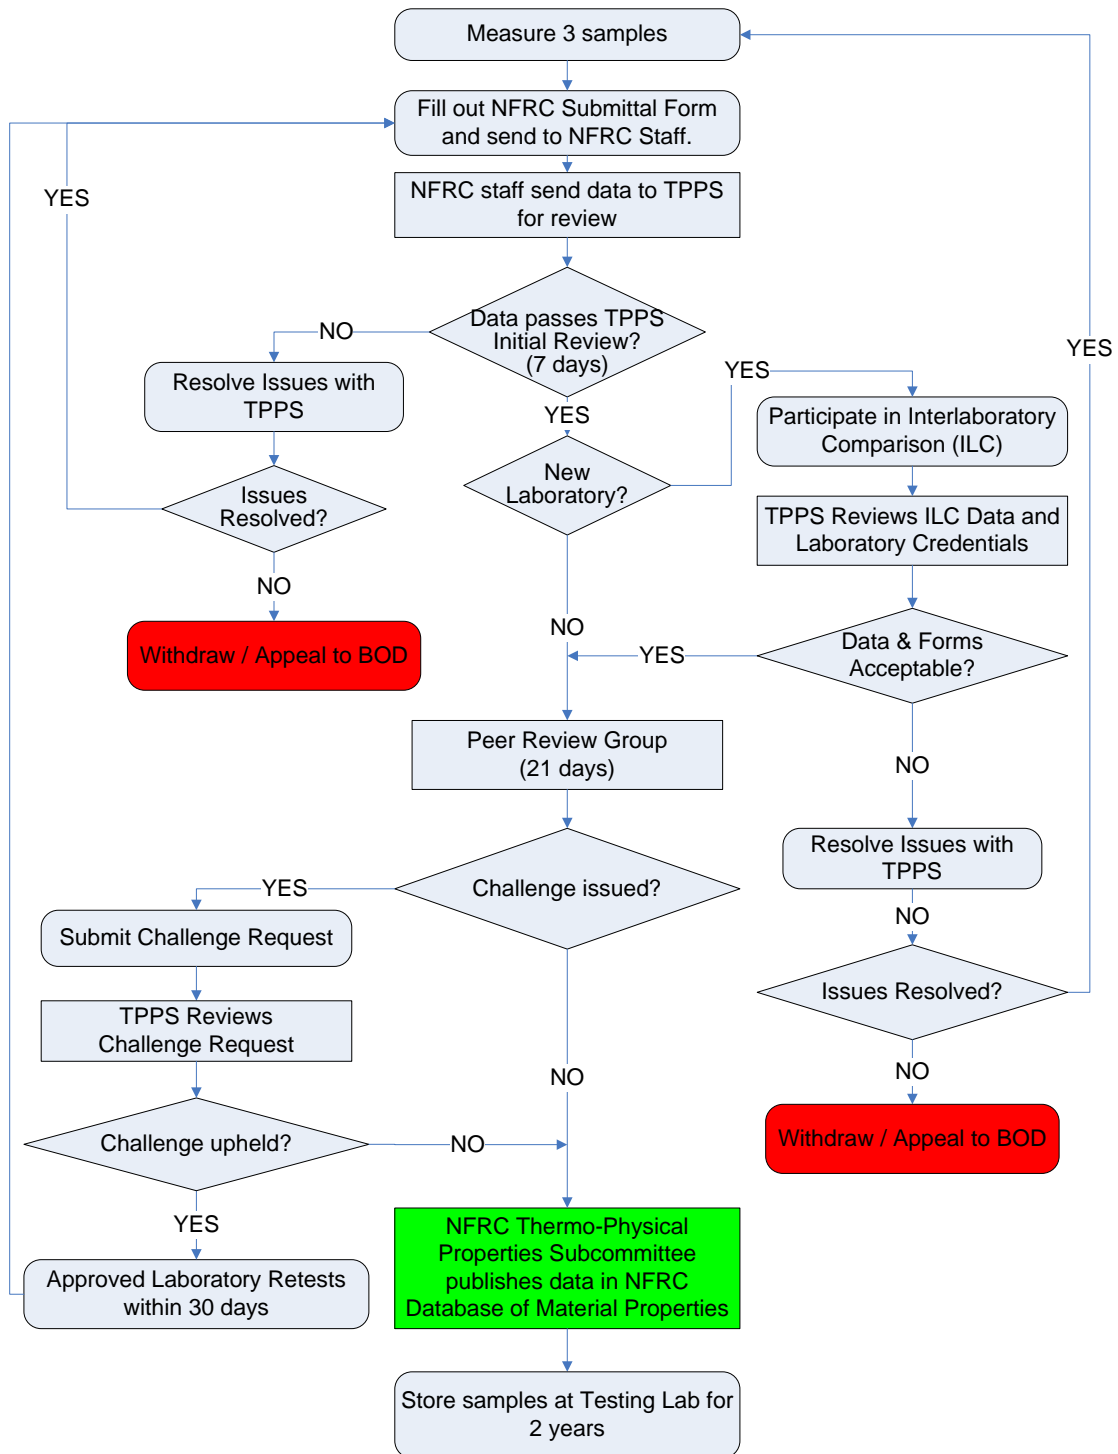 Measure 3 samples
Fill out NFRC Submittal Form
and send to NFRC Staff.
YES
NFRC staff send data to TPPS
for review
Data passes TPPS
Initial Review?
(7 days)
NO
YES
YES
YES
Resolve Issues with
TPPS
Participate in Interlaboratory
Comparison (ILC)
New
Laboratory?
Issues
Resolved?
TPPS Reviews ILC Data and
Laboratory Credentials
NO
NO
Withdraw / Appeal to BOD
YES
Data & Forms
Acceptable?
Peer Review Group
(21 days)
NO
Resolve Issues with
TPPS
YES
Challenge issued?
NO
Submit Challenge Request
Issues Resolved?
TPPS Reviews
Challenge Request
NO
NO
Challenge upheld?
NO
Withdraw / Appeal to BOD
YES
NFRC Thermo-Physical
Properties Subcommittee
publishes data in NFRC
Database of Material Properties
Approved Laboratory Retests
within 30 days
Store samples at Testing Lab for
2 years